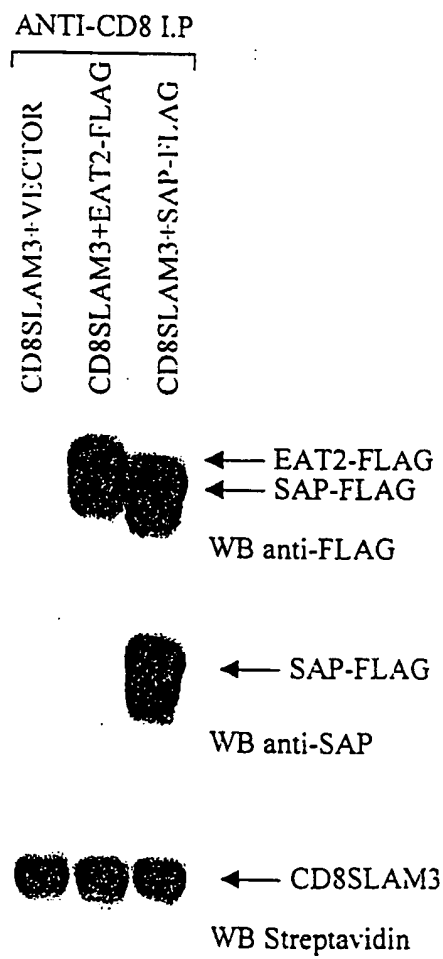 ANTI-CD8 I.P
CD8SLAM3+VECTOR
CD8SLAM3+EAT2-FLAG
CD8SLAM3+SAP-FLAG
EAT2-FLAG
SAP-FLAG
WB anti-FLAG
SAP-FLAG
WB anti-SAP
CD8SLAM3
WB Streptavidin